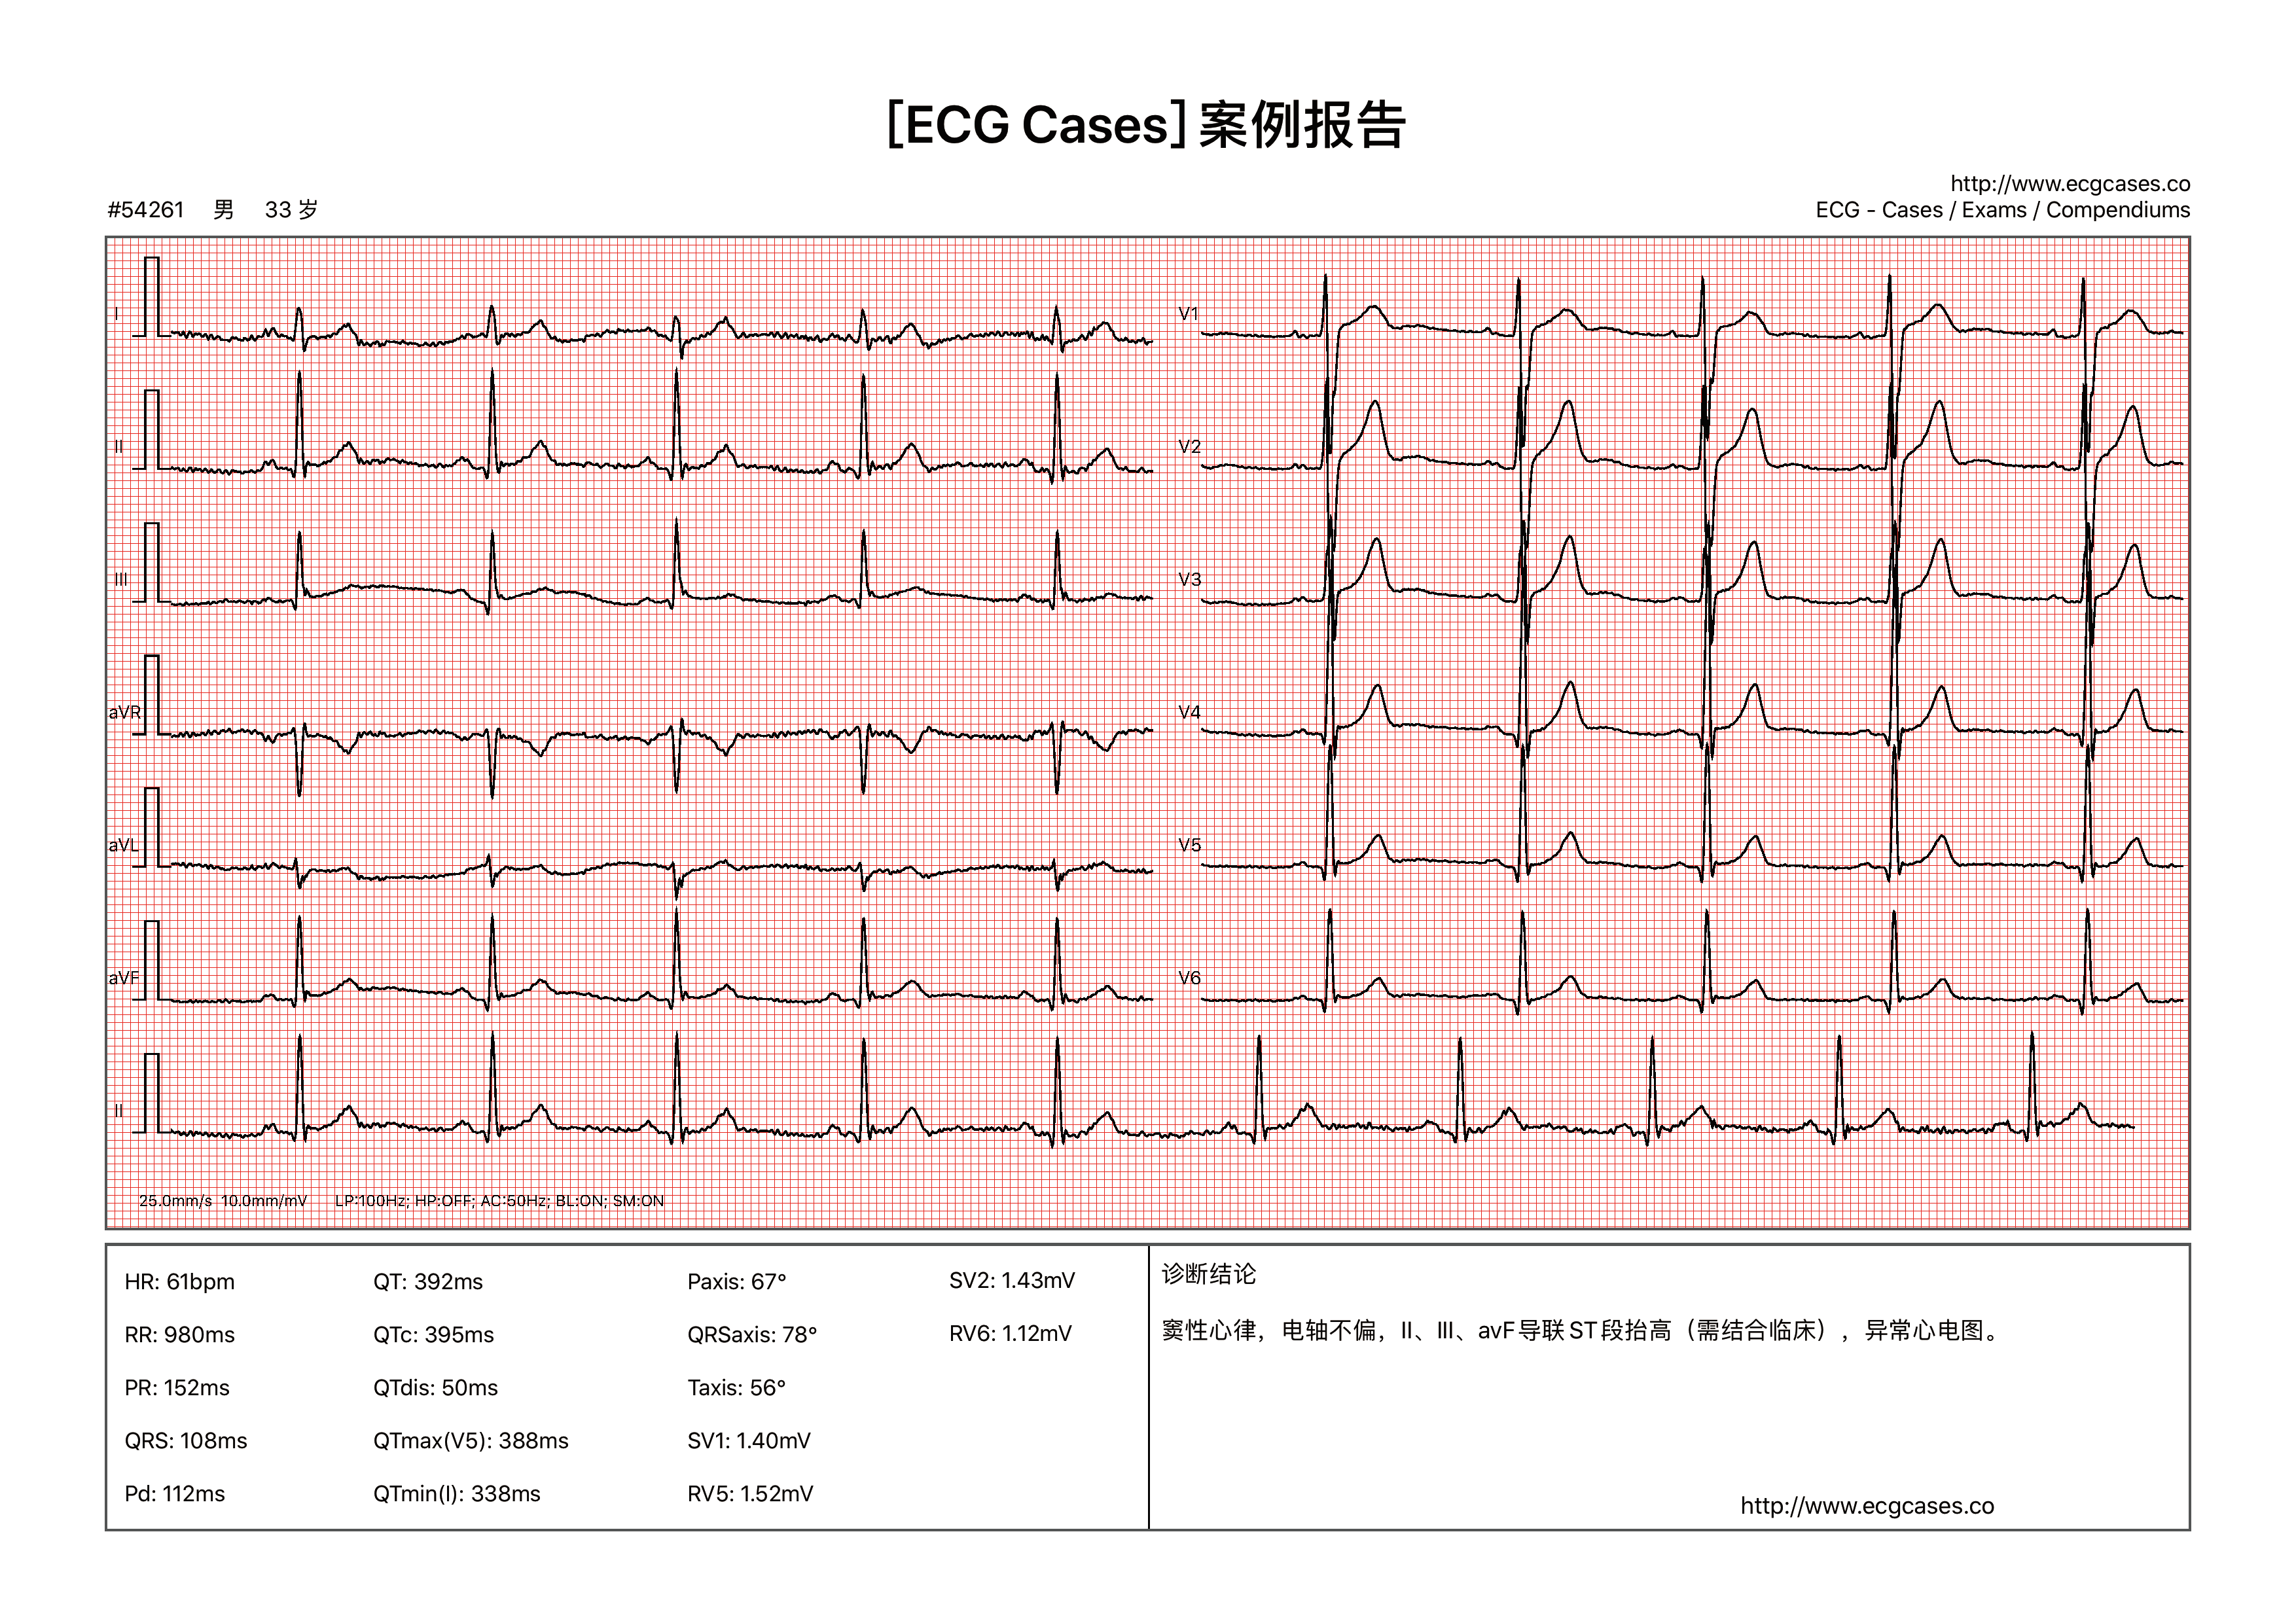 [ECG Cases] 案例报告
http://www.ecgcases.co
#54261 男 33 岁
ECG - Cases / Exams / Compendiums
I
V1
II
V2
III
V3
aVR
V4
aVL
V5
aVF
V6
II
25.0mm/s 10.0mm/mV LP:100Hz; HP:OFF; AC:50Hz; BL:ON; SM:ON
HR: 61bpm
QT: 392ms
Paxis: 67°
SV2: 1.43mV
RR: 980ms
QTc: 395ms
QRSaxis: 78°
RV6: 1.12mV
PR: 152ms
QTdis: 50ms
Taxis: 56°
QRS: 108ms
QTmax(V5): 388ms
SV1: 1.40mV
Pd: 112ms
QTmin(I): 338ms
RV5: 1.52mV
诊断结论
窦性心律，电轴不偏，II、III、avF导联ST段抬高（需结合临床），异常心电图。
http://www.ecgcases.co